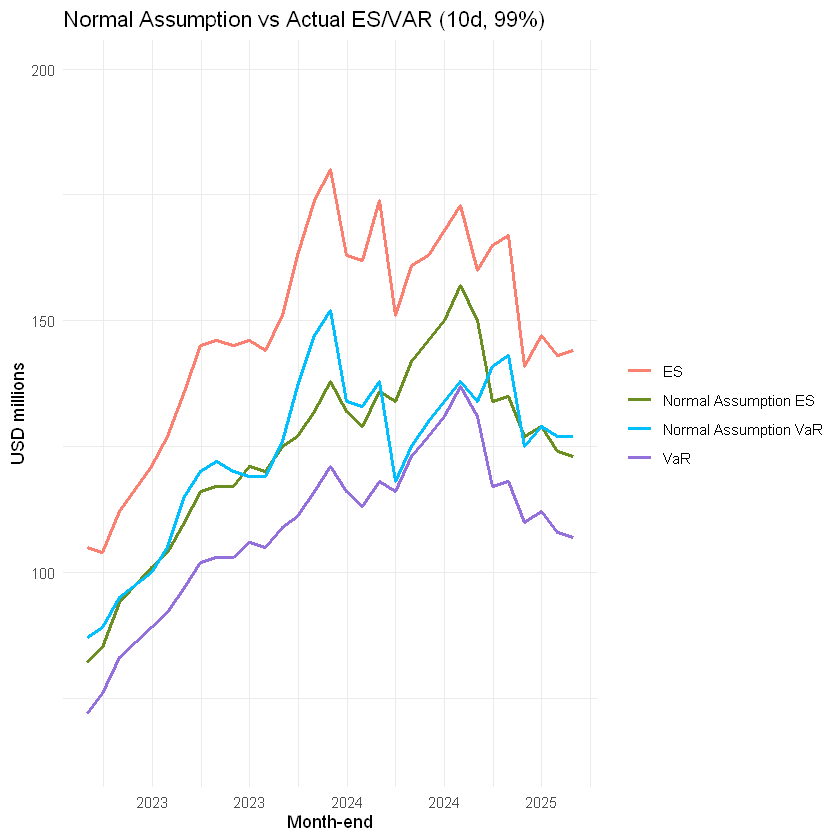 Normal Assumption vs Actual ES/VAR (10d, 99%)
200
150
100
USD millions
2023
2023
2024
2024
2025
Month-end
ES
Normal Assumption ES
Normal Assumption VaR
VaR